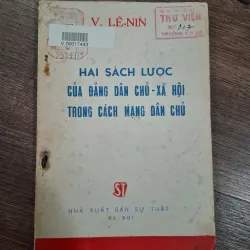 V. LÊ-NIN
THƯ VIỆN
HAI SÁCH LƯỢC
CỦA ĐẢNG DÂN CHỦ-XÃ HỘI
TRONG CÁCH MẠNG DÂN CHỦ
ST
NHÀ XUẤT BẢN SỰ THẬT
HÀ NỘI